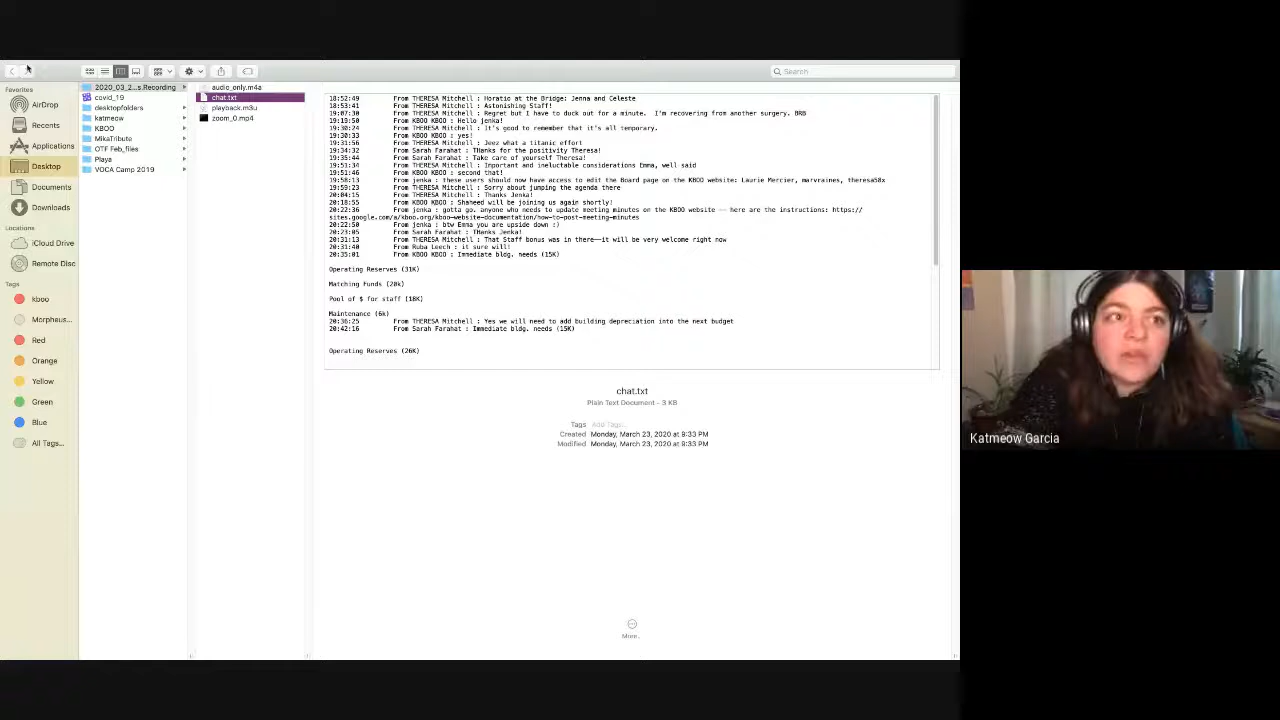 Search
Favorites
AirDrop
Recents
Applications
Desktop
Documents
Downloads
Locations
iCloud Drive
Remote Disc
Tags
kboo
Morpheus...
Red
Orange
Yellow
Green
Blue
All Tags...
2020_03_2...s.Recording
covid_19
desktopfolders
katmeow
KBOO
MikaTribute
OTF Feb_files
Playa
VOCA Camp 2019
audio_only.m4a
chat.txt
playback.m3u
zoom_0.mp4
18:52:49 From THERESA Mitchell : Horatio at the Bridge: Jenna and Celeste
18:53:41 From THERESA Mitchell : Astonishing Staff!
19:07:30 From THERESA Mitchell : Regret but I have to duck out for a minute. I'm recovering from another surgery. BRB
19:19:50 From KBOO KBOO : Hello jenka!
19:30:24 From THERESA Mitchell : It's good to remember that it's all temporary.
19:30:33 From KBOO KBOO : yes!
19:31:56 From THERESA Mitchell : Jeez what a titanic effort
19:34:32 From Sarah Farahat : THanks for the positivity Theresa!
19:35:44 From Sarah Farahat : Take care of yourself Theresa!
19:51:34 From THERESA Mitchell : Inportant and ineluctable considerations Emma, well said
19:51:46 From KBOO KBOO : second that!
19:58:13 From jenka : these users should now have access to edit the Board page on the KBOO website: Laurie Mercier, marvraines, theresa58x
19:59:23 From THERESA Mitchell : Sorry about jumping the agenda there
20:04:15 From THERESA Mitchell : Thanks Jenka!
20:18:55 From KBOO KBOO : Shaheed will be joining us again shortly!
20:22:36 From jenka : gotta go. anyone who needs to update meeting minutes on the KBOO website -- here are the instructions: https://
sites.google.com/a/kboo.org/kboo-website-documentation/how-to-post-meeting-minutes
20:22:50 From jenka : btw Emma you are upside down :)
20:23:05 From Sarah Farahat : THanks Jenka!
20:31:13 From THERESA Mitchell : That Staff bonus was in there—it will be very welcome right now
20:31:40 From Ruba Leech : it sure will!
20:35:01 From KBOO KBOO : Immediate bldg. needs (15K)
Operating Reserves (31K)
Matching Funds (20k)
Pool of $ for staff (18K)
Maintenance (6k)
20:36:25 From THERESA Mitchell : Yes we will need to add building depreciation into the next budget
20:42:16 From Sarah Farahat : Immediate bldg. needs (15K)
Operating Reserves (26K)
chat.txt
Plain Text Document - 3 KB
Tags Add Tags...
Created Monday, March 23, 2020 at 9:33 PM
Modified Monday, March 23, 2020 at 9:33 PM
More...
Katmeow Garcia